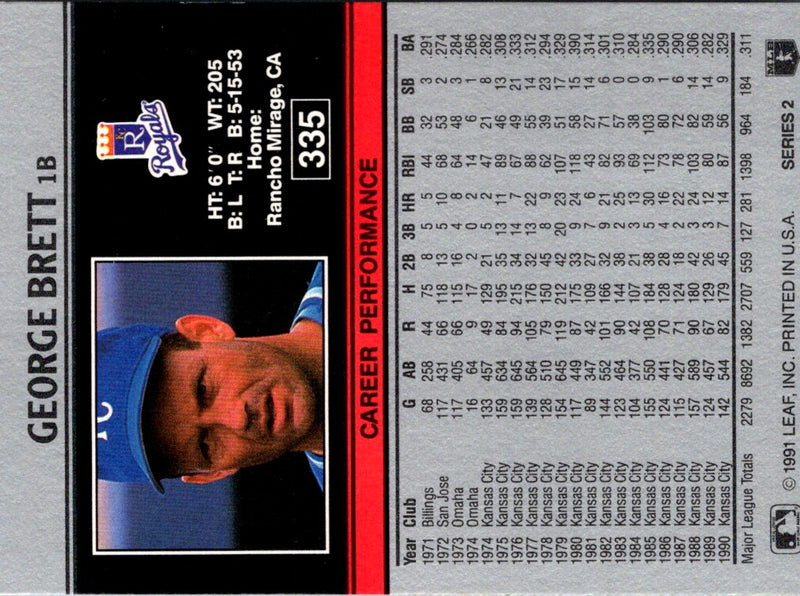 GEORGE BRETT 1B
Royals
HT: 6'0" WT: 205
B: L T: R B: 5-15-53
Home:
Rancho Mirage, CA
335
CAREER PERFORMANCE
Year Club G AB R H 2B 3B HR RBI BB SB BA
1971 Billings 68 258 44 75 8 5 5 44 32 3 .291
1972 San Jose 117 431 66 118 13 5 10 68 53 2 .274
1973 Omaha 117 405 66 115 16 4 8 64 48 3 .284
1974 Omaha 16 64 9 17 2 0 2 14 6 1 .266
1974 Kansas City 133 457 49 129 21 5 2 47 21 8 .282
1975 Kansas City 159 634 84 195 35 13 11 89 46 13 .308
1976 Kansas City 159 645 94 215 34 14 7 67 49 21 .333
1977 Kansas City 139 564 105 176 32 13 22 88 55 14 .312
1978 Kansas City 128 510 79 150 45 8 9 62 39 23 .294
1979 Kansas City 154 645 119 212 42 20 23 107 51 17 .329
1980 Kansas City 117 449 87 175 33 9 24 118 58 15 .390
1981 Kansas City 89 347 42 109 27 7 6 43 27 14 .314
1982 Kansas City 144 552 101 166 32 9 21 82 71 6 .301
1983 Kansas City 123 464 90 144 38 2 25 93 57 0 .310
1984 Kansas City 104 377 42 107 21 3 13 69 38 0 .284
1985 Kansas City 155 550 108 184 38 5 30 112 103 9 .335
1986 Kansas City 124 441 70 128 28 4 16 73 80 1 .290
1987 Kansas City 115 427 71 124 18 2 22 78 72 6 .290
1988 Kansas City 157 589 90 180 42 3 24 103 82 14 .306
1989 Kansas City 124 457 67 129 26 3 12 80 59 14 .282
1990 Kansas City 142 544 82 179 45 7 14 87 56 9 .329
Major League Totals 2279 8692 1382 2707 559 127 281 1398 964 184 .311
© 1991 LEAF, INC. PRINTED IN U.S.A. SERIES 2